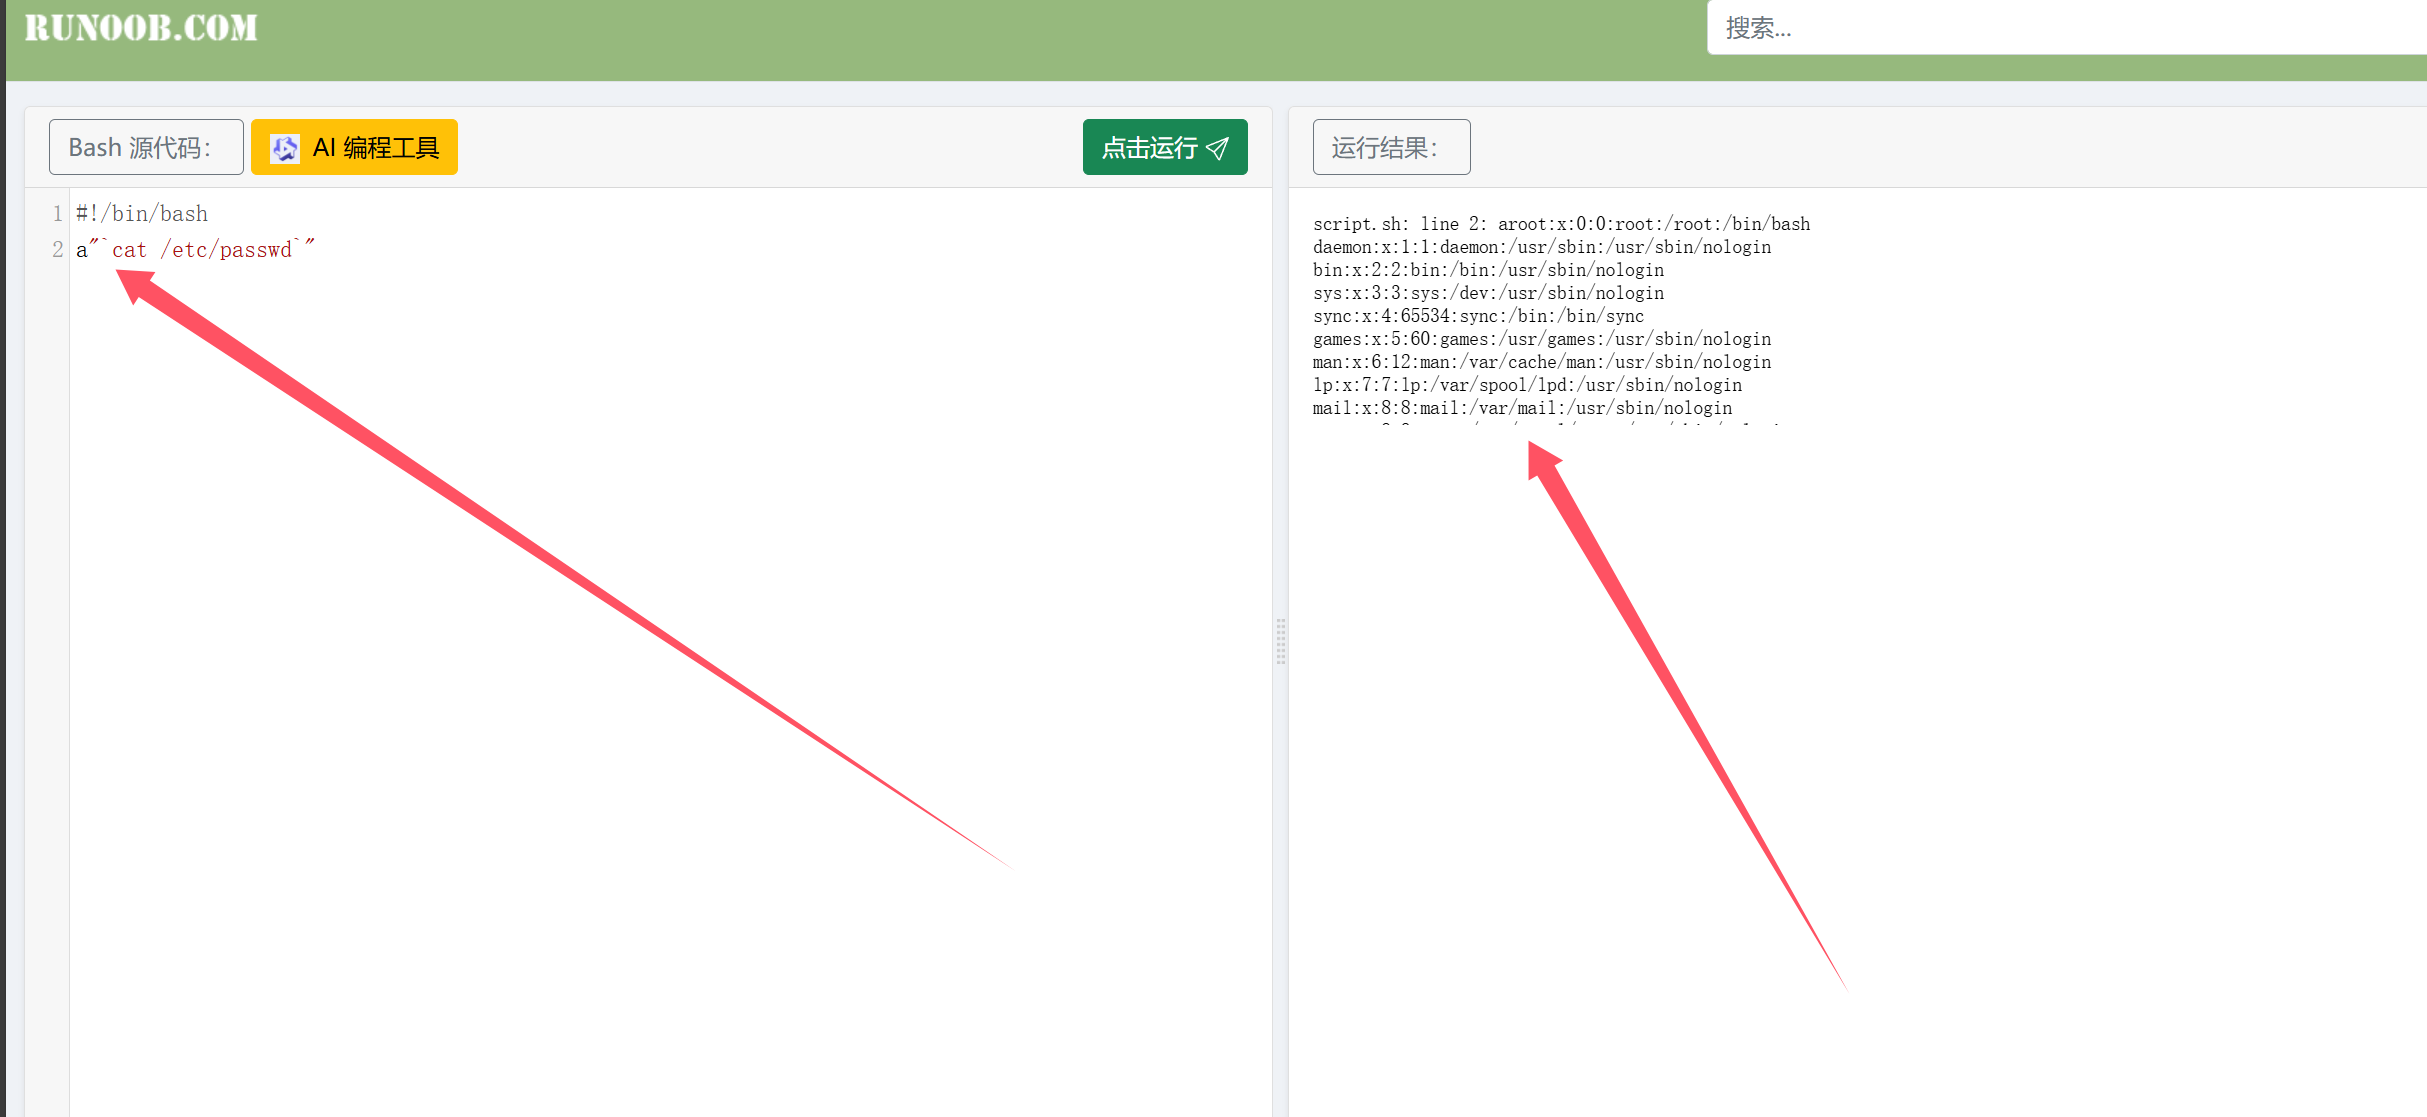 RUNOOB.COM
搜索...
Bash 源代码：
AI 编程工具
点击运行
1 #!/bin/bash
2 a"`cat /etc/passwd`"
运行结果：
script.sh: line 2: aroot:x:0:0:root:/root:/bin/bash
daemon:x:1:1:daemon:/usr/sbin:/usr/sbin/nologin
bin:x:2:2:bin:/bin:/usr/sbin/nologin
sys:x:3:3:sys:/dev:/usr/sbin/nologin
sync:x:4:65534:sync:/bin:/bin/sync
games:x:5:60:games:/usr/games:/usr/sbin/nologin
man:x:6:12:man:/var/cache/man:/usr/sbin/nologin
lp:x:7:7:lp:/var/spool/lpd:/usr/sbin/nologin
mail:x:8:8:mail:/var/mail:/usr/sbin/nologin